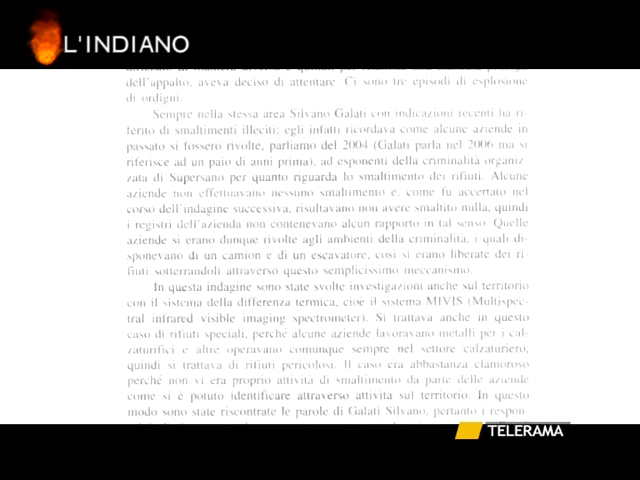 L'INDIANO
dell'appalto, aveva deciso di attentare. Ci sono tre episodi di esplosione
di ordigni.
Sempre nella stessa area Silvano Galati con indicazioni recenti ha ri-
ferito di smaltimenti illeciti; egli infatti ricordava come alcune aziende in
passato si fossero rivolte, parliamo del 2004 (Galati parla nel 2006 ma si
riferisce ad un paio di anni prima), ad esponenti della criminalità organiz-
zata di Supersano per quanto riguarda lo smaltimento dei rifiuti. Alcune
aziende non effettuavano nessuno smaltimento e, come fu accertato nel
corso dell'indagine successiva, risultavano non avere smaltito nulla, quindi
i registri dell'azienda non contenevano alcun rapporto in tal senso. Quelle
aziende si erano dunque rivolte agli ambienti della criminalità, i quali di-
sponevano di un camion e di un escavatore, così si erano liberate dei ri-
fiuti sotterrandoli attraverso questo semplicissimo meccanismo.
In questa indagine sono state svolte investigazioni anche sul territorio
con il sistema della differenza termica, cioè il sistema MIVIS (Multispec-
tral infrared visible imaging spectrometer). Si trattava anche in questo
caso di rifiuti speciali, perché alcune aziende lavoravano metalli per i cal-
zaturifici e altre operavano comunque sempre nel settore calzaturiero,
quindi si trattava di rifiuti pericolosi. Il caso era abbastanza clamoroso
perché non vi era proprio attività di smaltimento da parte delle aziende
come si è potuto identificare attraverso attività sul territorio. In questo
modo sono state riscontrate le parole di Galati Silvano, pertanto i respon-
TELERAMA